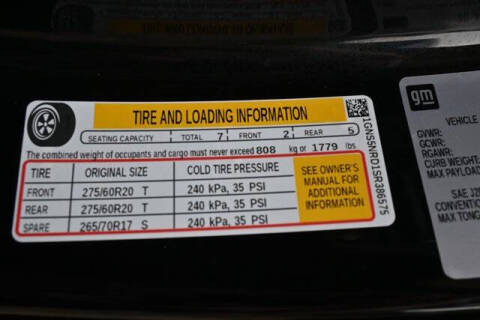 TIRE AND LOADING INFORMATION
SEATING CAPACITY TOTAL 7 FRONT 2 REAR 5
The combined weight of occupants and cargo must never exceed 808 kg or 1779 lbs
TIRE ORIGINAL SIZE COLD TIRE PRESSURE
FRONT 275/60R20 T 240 kPa, 35 PSI
REAR 275/60R20 T 240 kPa, 35 PSI
SPARE 265/70R17 S 240 kPa, 35 PSI
SEE OWNER'S
MANUAL FOR
ADDITIONAL
INFORMATION
1GNS5NRD1SR386575
gm
VEHICLE
GVWR:
GCWR:
RGAWR:
CURB WEIGHT:
MAX PAYLOA
SAE J2
CONVENTION
MAX TONG